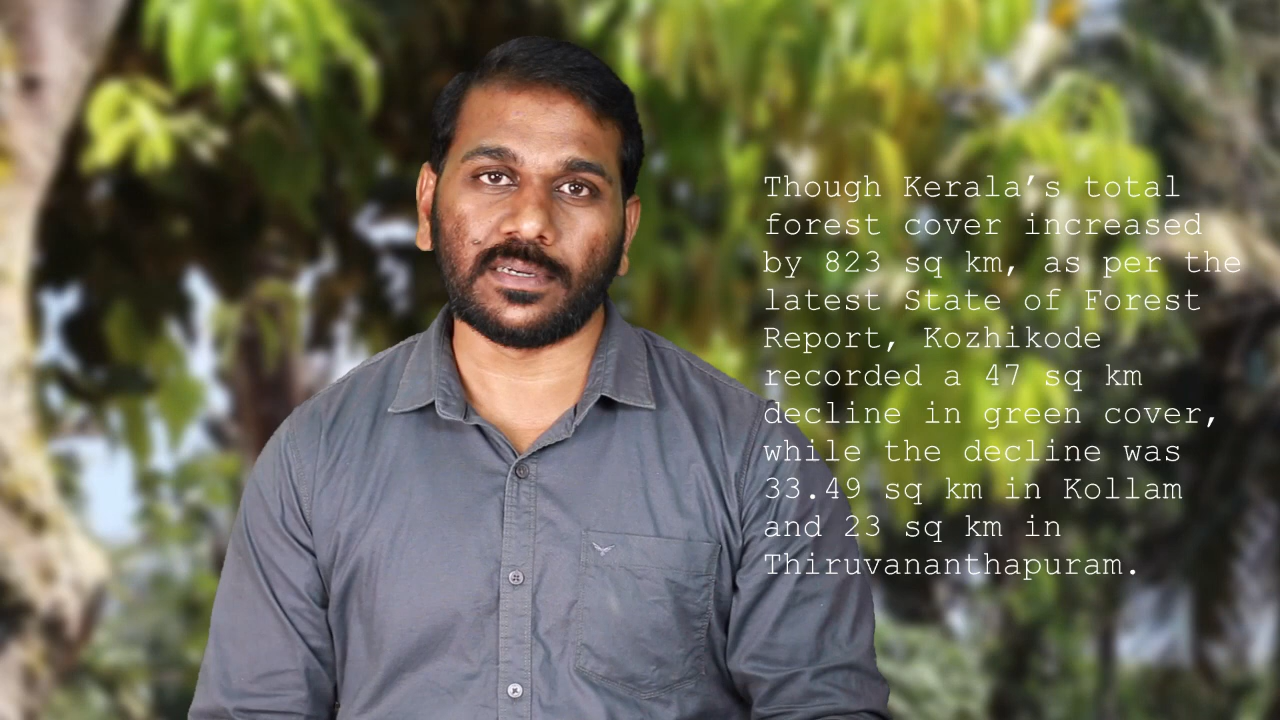 Though Kerala’s total
forest cover increased
by 823 sq km, as per the
latest State of Forest
Report, Kozhikode
recorded a 47 sq km
decline in green cover,
while the decline was
33.49 sq km in Kollam
and 23 sq km in
Thiruvananthapuram.